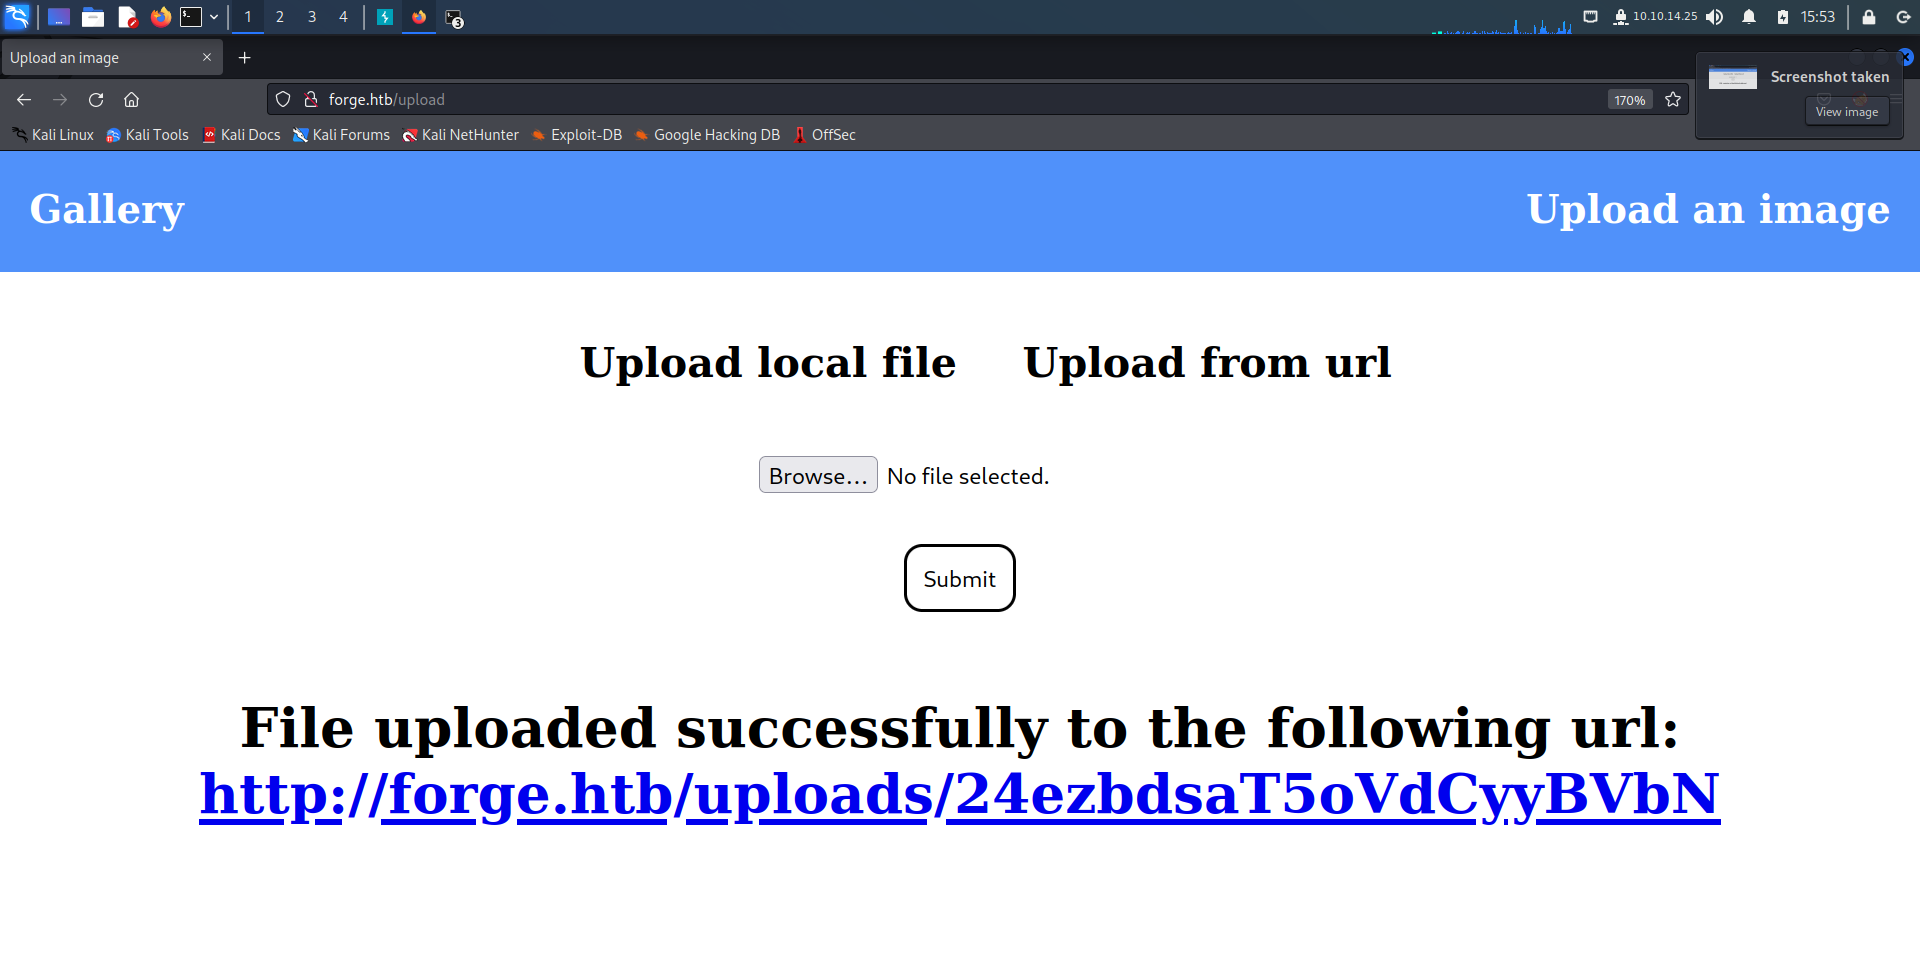 1 2 3 4 3 10.10.14.25 15:53
Upload an image
Screenshot taken
forge.htb/upload 170%
View image
Kali Linux Kali Tools Kali Docs Kali Forums Kali NetHunter Exploit-DB Google Hacking DB OffSec
Gallery Upload an image
Upload local file Upload from url
Browse... No file selected.
Submit
File uploaded successfully to the following url:
http://forge.htb/uploads/24ezbdsaT5oVdCyyBVbN